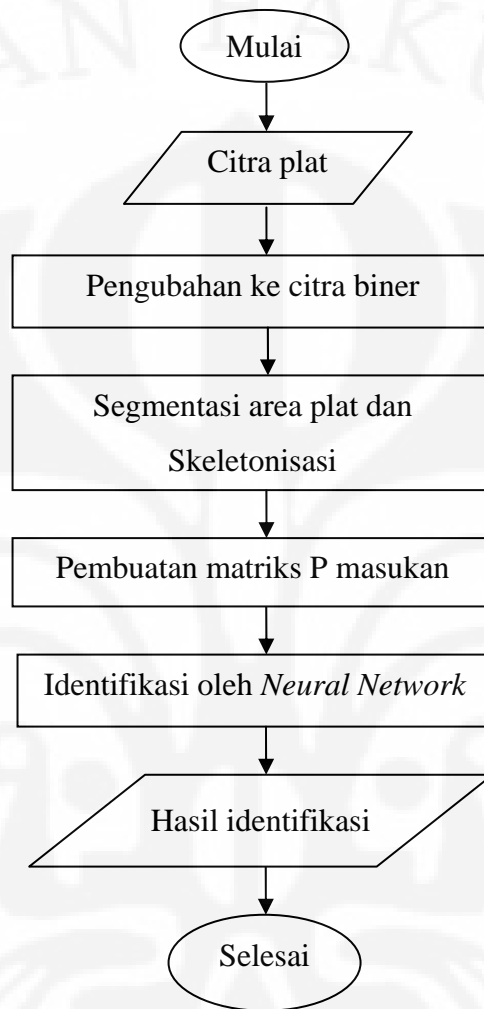 Mulai
Citra plat
Pengubahan ke citra biner
Segmentasi area plat dan
Skeletonisasi
Pembuatan matriks P masukan
Identifikasi oleh Neural Network
Hasil identifikasi
Selesai